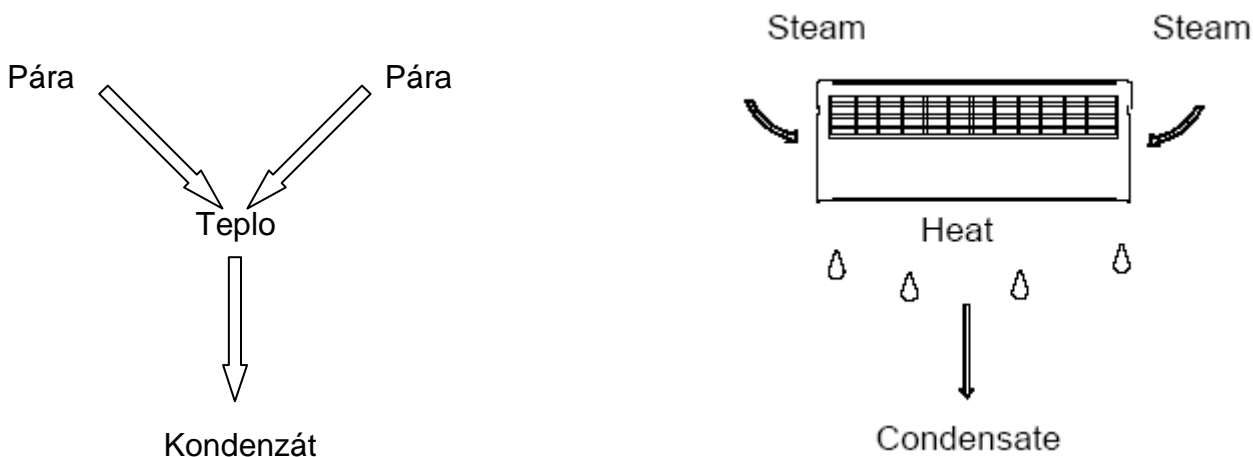 Pára
Pára
Teplo
Kondenzát
Steam
Steam
Heat
Condensate